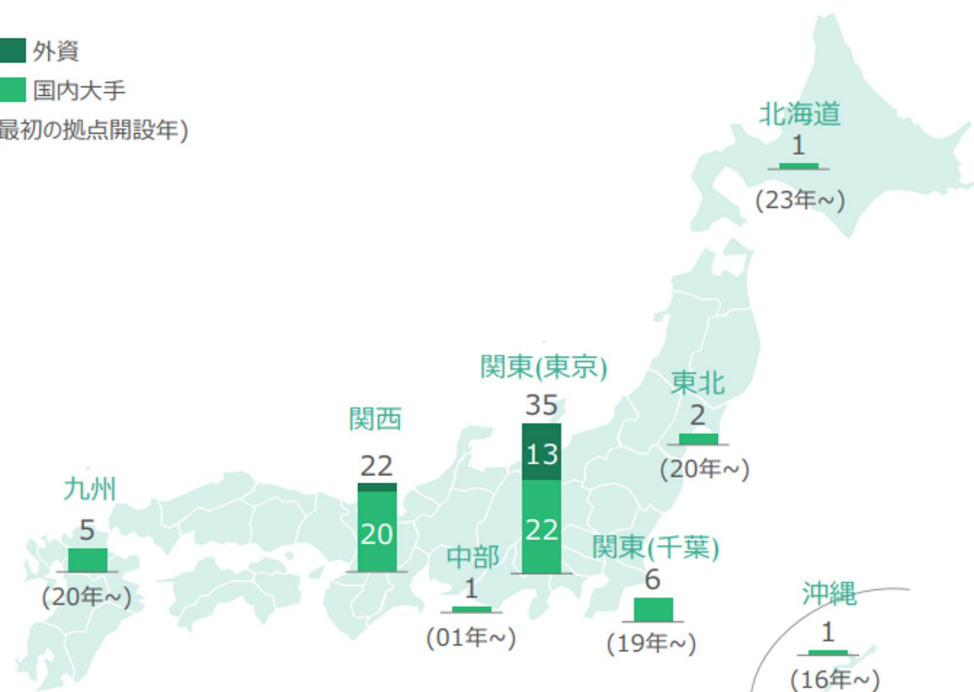 外資
国内大手
最初の拠点開設年)
北海道
1
(23年~)
関東(東京)
35
13
22
東北
2
(20年~)
関西
22
20
九州
5
(20年~)
中部
1
(01年~)
関東(千葉)
6
(19年~)
沖縄
1
(16年~)